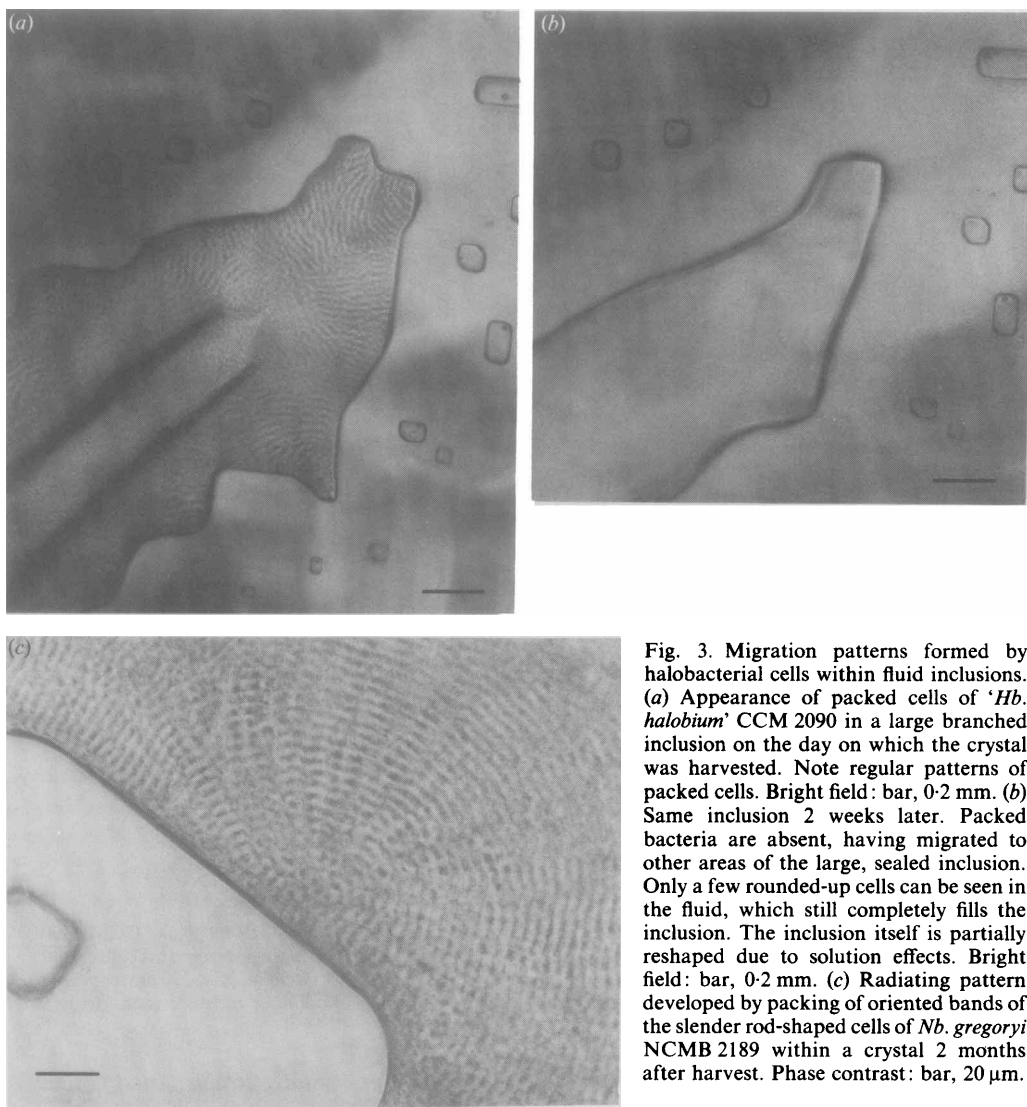 (a)
(b)
(c)
Fig. 3. Migration patterns formed by
halobacterial cells within fluid inclusions.
(a) Appearance of packed cells of ‘Hb.
halobium’ CCM 2090 in a large branched
inclusion on the day on which the crystal
was harvested. Note regular patterns of
packed cells. Bright field: bar, 0·2 mm. (b)
Same inclusion 2 weeks later. Packed
bacteria are absent, having migrated to
other areas of the large, sealed inclusion.
Only a few rounded-up cells can be seen in
the fluid, which still completely fills the
inclusion. The inclusion itself is partially
reshaped due to solution effects. Bright
field: bar, 0·2 mm. (c) Radiating pattern
developed by packing of oriented bands of
the slender rod-shaped cells of Nb. gregoryi
NCMB 2189 within a crystal 2 months
after harvest. Phase contrast: bar, 20 μm.